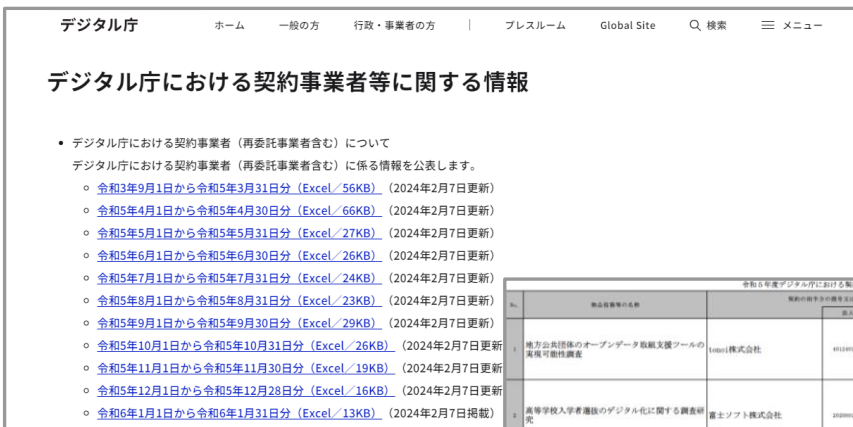 デジタル庁
ホーム 一般の方 行政・事業者の方 | プレスルーム Global Site 検索 メニュー
デジタル庁における契約事業者等に関する情報
デジタル庁における契約事業者（再委託事業者含む）について
デジタル庁における契約事業者（再委託事業者含む）に係る情報を公表します。
令和3年9月1日から令和5年3月31日分（Excel／56KB）（2024年2月7日更新）
令和5年4月1日から令和5年4月30日分（Excel／66KB）（2024年2月7日更新）
令和5年5月1日から令和5年5月31日分（Excel／27KB）（2024年2月7日更新）
令和5年6月1日から令和5年6月30日分（Excel／26KB）（2024年2月7日更新）
令和5年7月1日から令和5年7月31日分（Excel／24KB）（2024年2月7日更新）
令和5年8月1日から令和5年8月31日分（Excel／23KB）（2024年2月7日更新）
令和5年9月1日から令和5年9月30日分（Excel／29KB）（2024年2月7日更新）
令和5年10月1日から令和5年10月31日分（Excel／26KB）（2024年2月7日更新
令和5年11月1日から令和5年11月30日分（Excel／19KB）（2024年2月7日更新
令和5年12月1日から令和5年12月28日分（Excel／16KB）（2024年2月7日更新
令和6年1月1日から令和6年1月31日分（Excel／13KB）（2024年2月7日掲載）
令和5年度デジタル庁における契
No.
物品役務等の名称
契約の相手方の商号又は
法人
1
地方公共団体のオープンデータ取組支援ツールの
実現可能性調査
株式会社
2
高等学校入学者選抜のデジタル化に関する調査研
究
富士ソフト株式会社